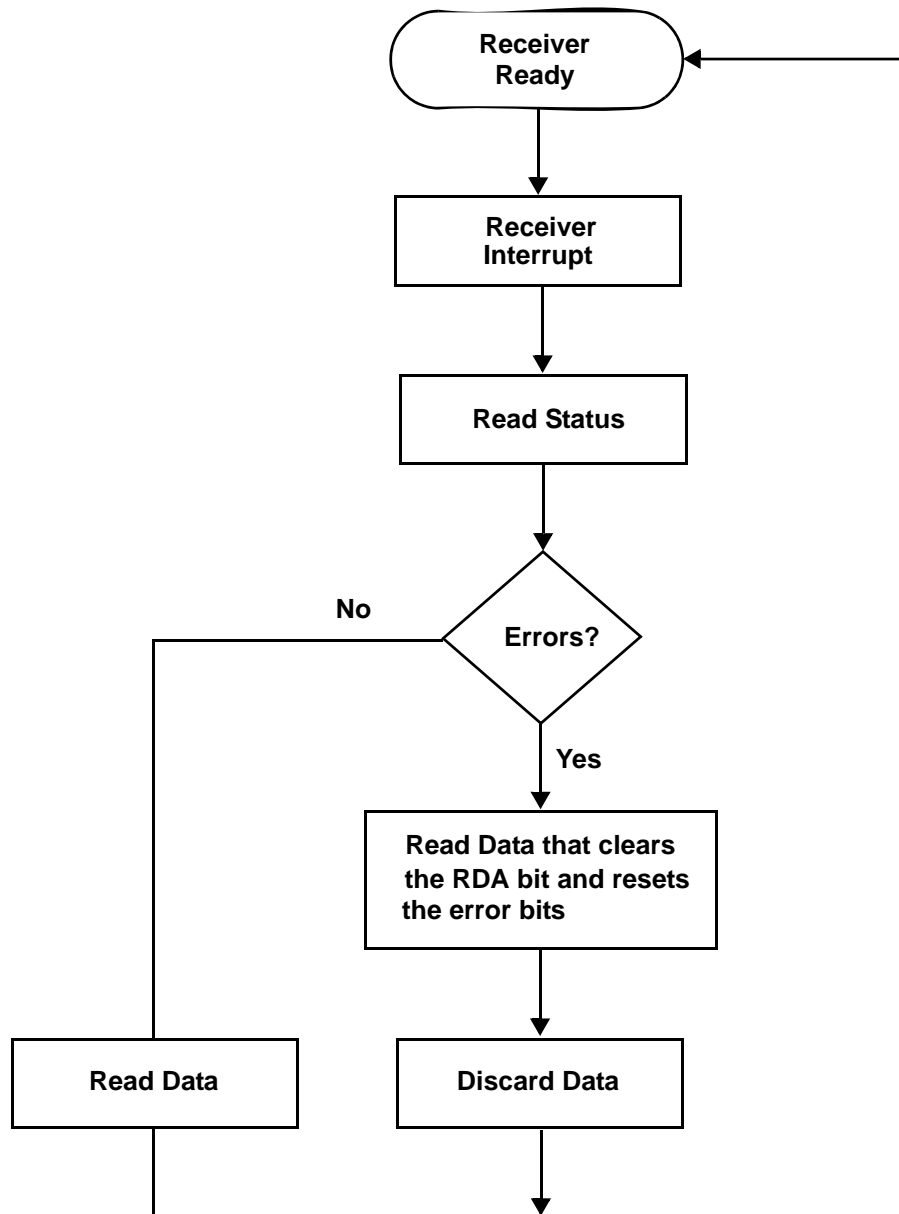 Receiver
Ready
Receiver
Interrupt
Read Status
No
Errors?
Yes
Read Data that clears
the RDA bit and resets
the error bits
Read Data
Discard Data